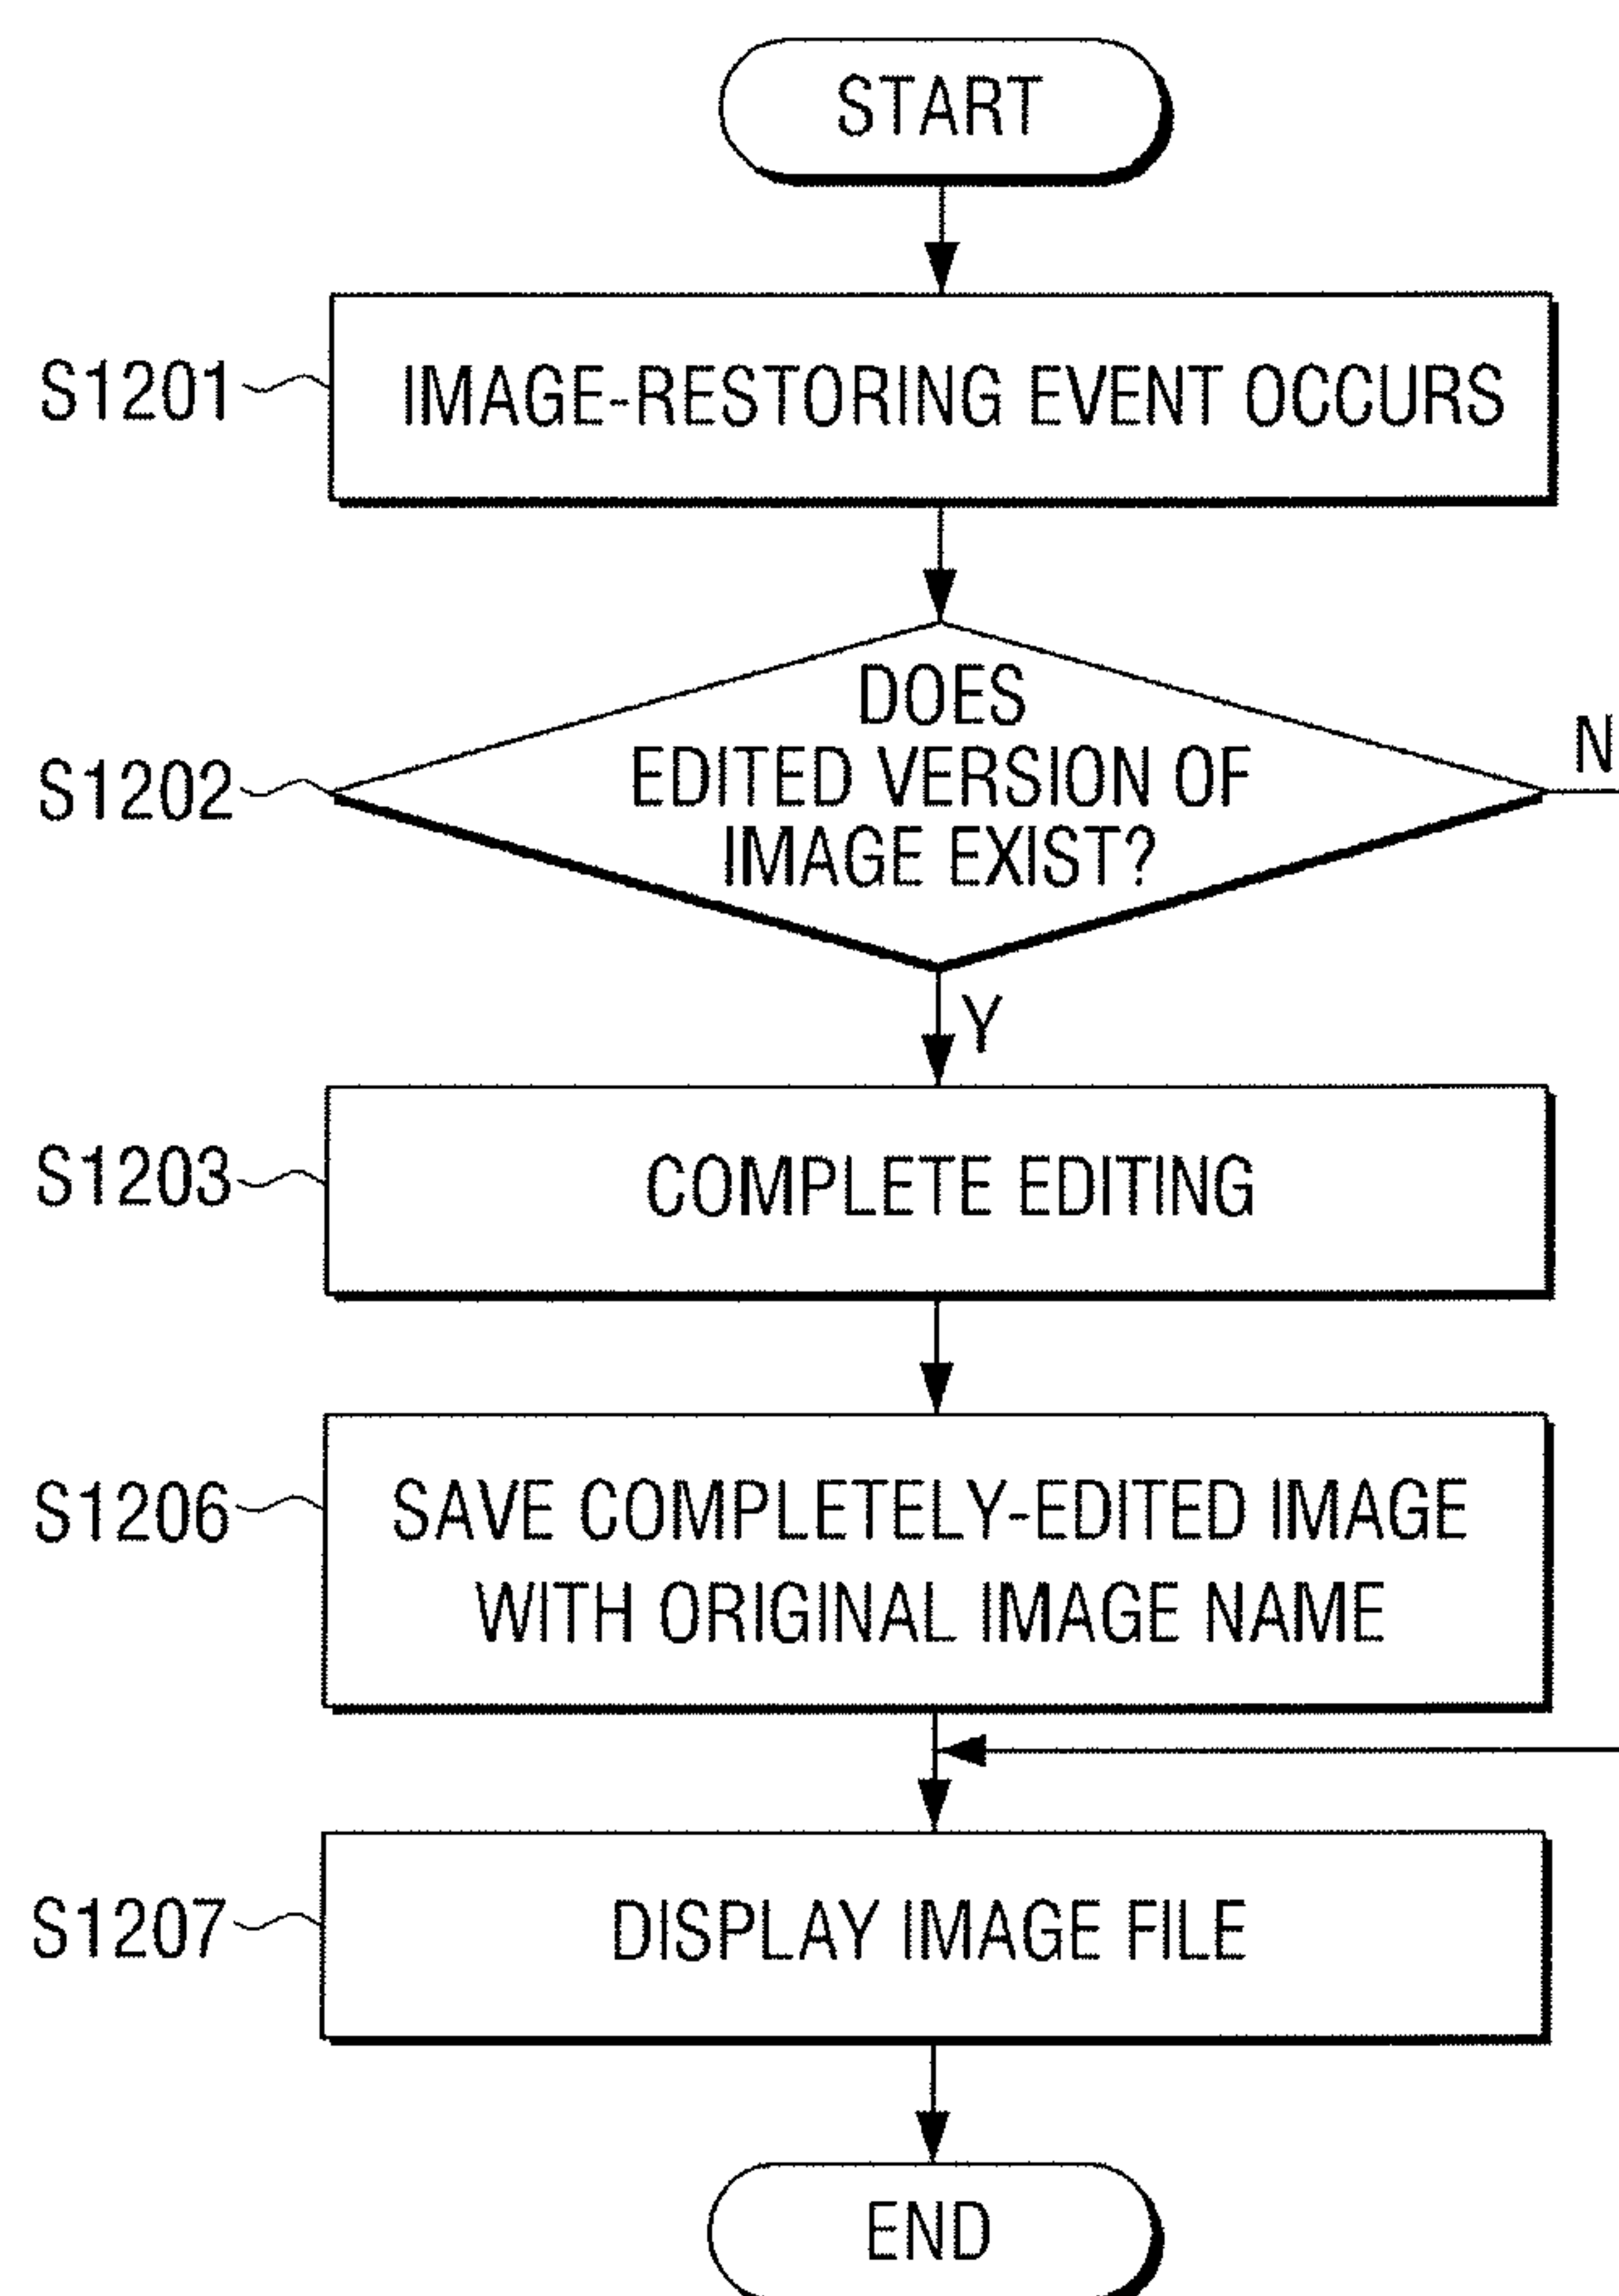 START
S1201
IMAGE-RESTORING EVENT OCCURS
S1202
DOES
EDITED VERSION OF
IMAGE EXIST?
N
Y
S1203
COMPLETE EDITING
S1206
SAVE COMPLETELY-EDITED IMAGE
WITH ORIGINAL IMAGE NAME
S1207
DISPLAY IMAGE FILE
END